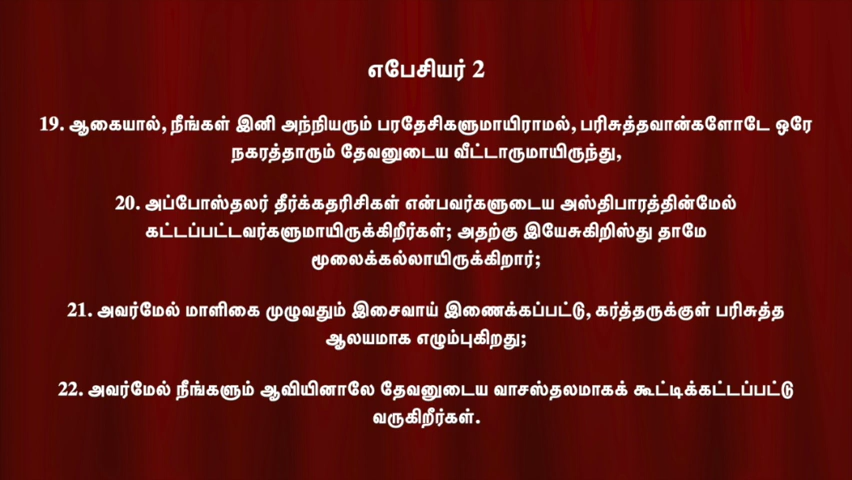 எபேசியர் 2
19. ஆகையால், நீங்கள் இனி அந்நியரும் பரதேசிகளுமாயிராமல், பரிசுத்தவான்களோடே ஒரே
நகரத்தாரும் தேவனுடைய வீட்டாருமாயிருந்து,
20. அப்போஸ்தலர் தீர்க்கதரிசிகள் என்பவர்களுடைய அஸ்திபாரத்தின்மேல்
கட்டப்பட்டவர்களுமாயிருக்கிறீர்கள்; அதற்கு இயேசுகிறிஸ்து தாமே
மூலைக்கல்லாயிருக்கிறார்;
21. அவர்மேல் மாளிகை முழுவதும் இசைவாய் இணைக்கப்பட்டு, கர்த்தருக்குள் பரிசுத்த
ஆலயமாக எழும்புகிறது;
22. அவர்மேல் நீங்களும் ஆவியினாலே தேவனுடைய வாசஸ்தலமாகக் கூட்டிக்கட்டப்பட்டு
வருகிறீர்கள்.